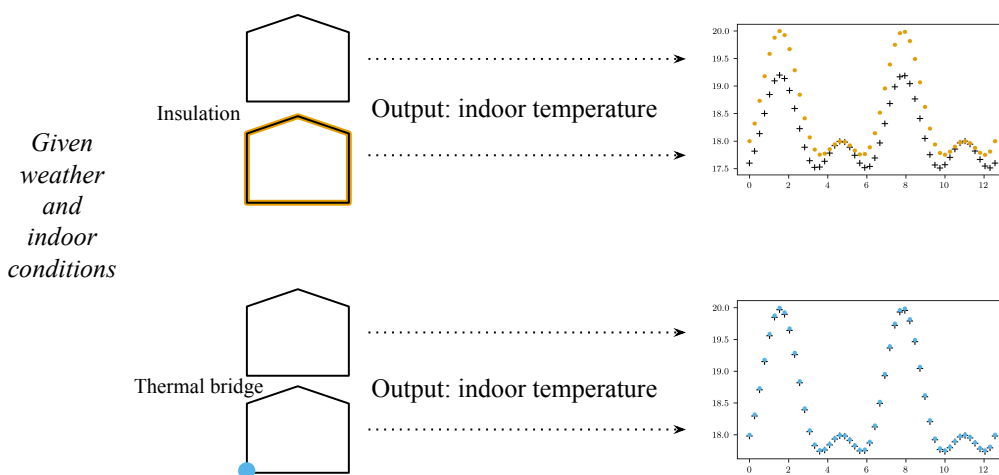 Given
weather
and
indoor
conditions
Insulation
Output: indoor temperature
20.0
19.5
19.0
18.5
18.0
17.5
0 2 4 6 8 10 12
Thermal bridge
Output: indoor temperature
20.0
19.5
19.0
18.5
18.0
0 2 4 6 8 10 12